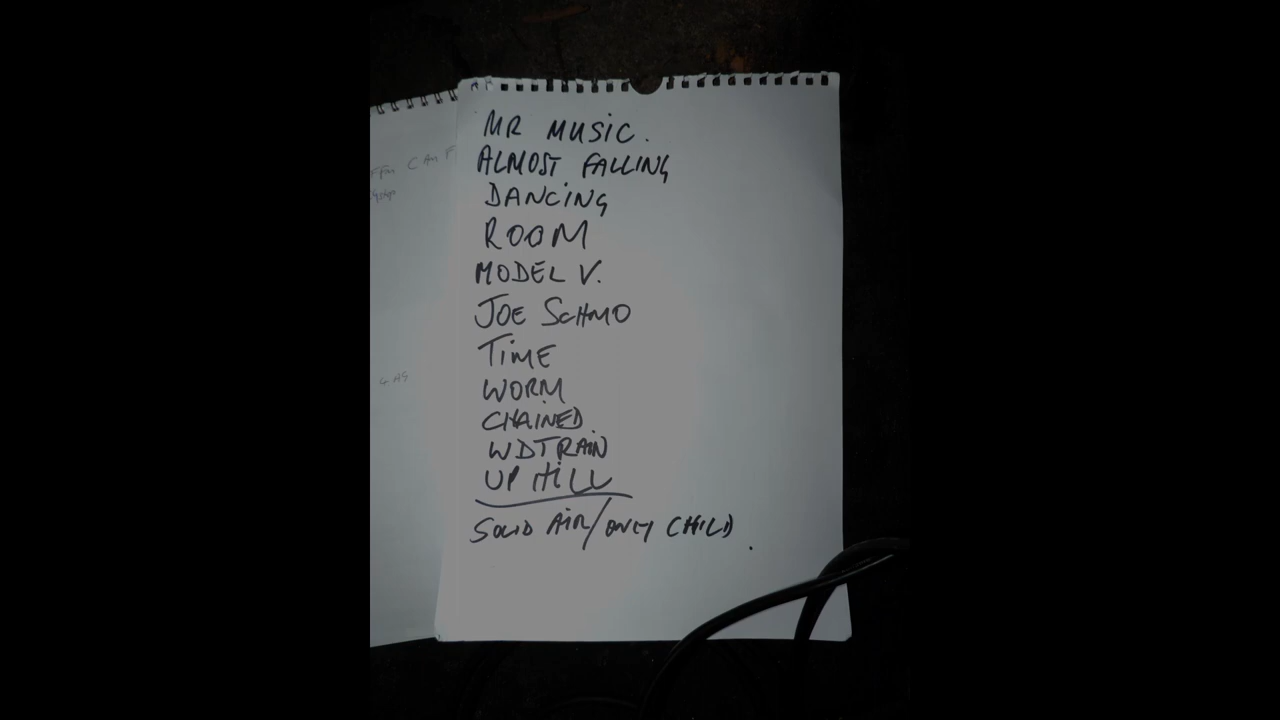 MR MUSIC.
ALMOST FALLING
DANCING
ROOM
MODEL V.
JOE SCHMO
TIME
WORM
CHAINED
WDTRAIN
UP HILL
SOLID AIR/ONLY CHILD.